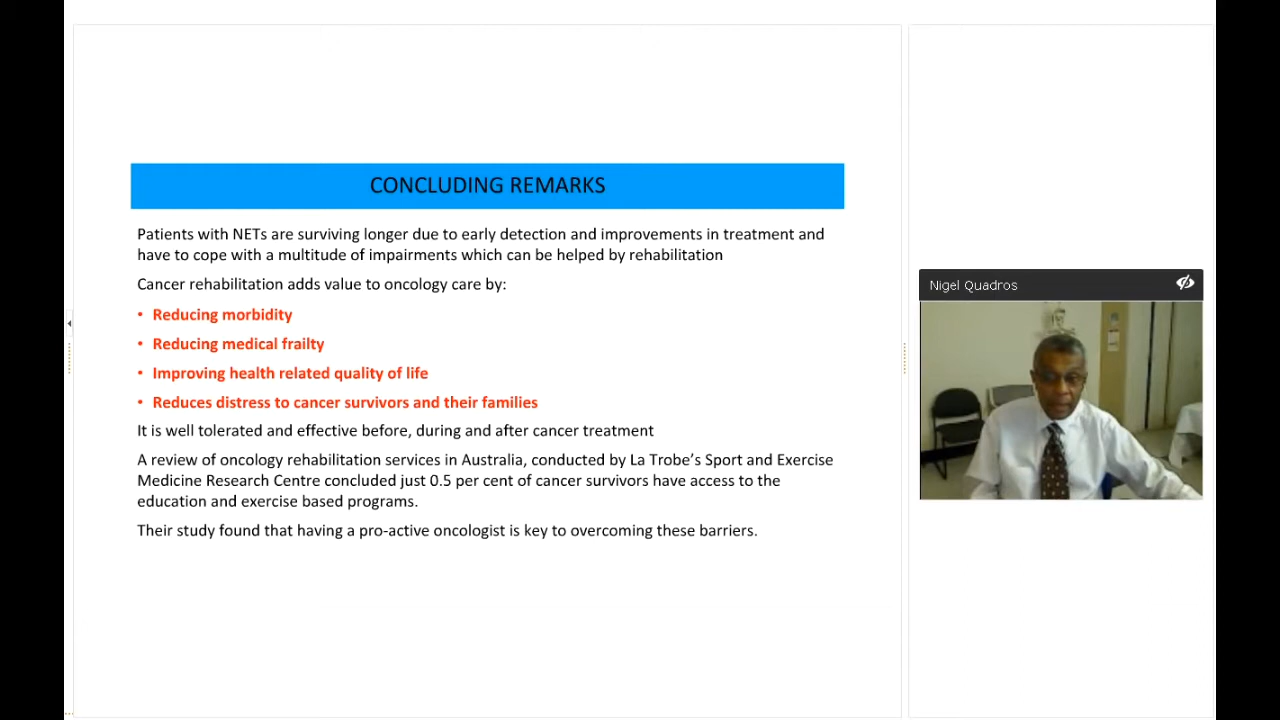 CONCLUDING REMARKS
Patients with NETs are surviving longer due to early detection and improvements in treatment and
have to cope with a multitude of impairments which can be helped by rehabilitation
Cancer rehabilitation adds value to oncology care by:
• Reducing morbidity
• Reducing medical frailty
• Improving health related quality of life
• Reduces distress to cancer survivors and their families
It is well tolerated and effective before, during and after cancer treatment
A review of oncology rehabilitation services in Australia, conducted by La Trobe’s Sport and Exercise
Medicine Research Centre concluded just 0.5 per cent of cancer survivors have access to the
education and exercise based programs.
Their study found that having a pro-active oncologist is key to overcoming these barriers.
Nigel Quadros